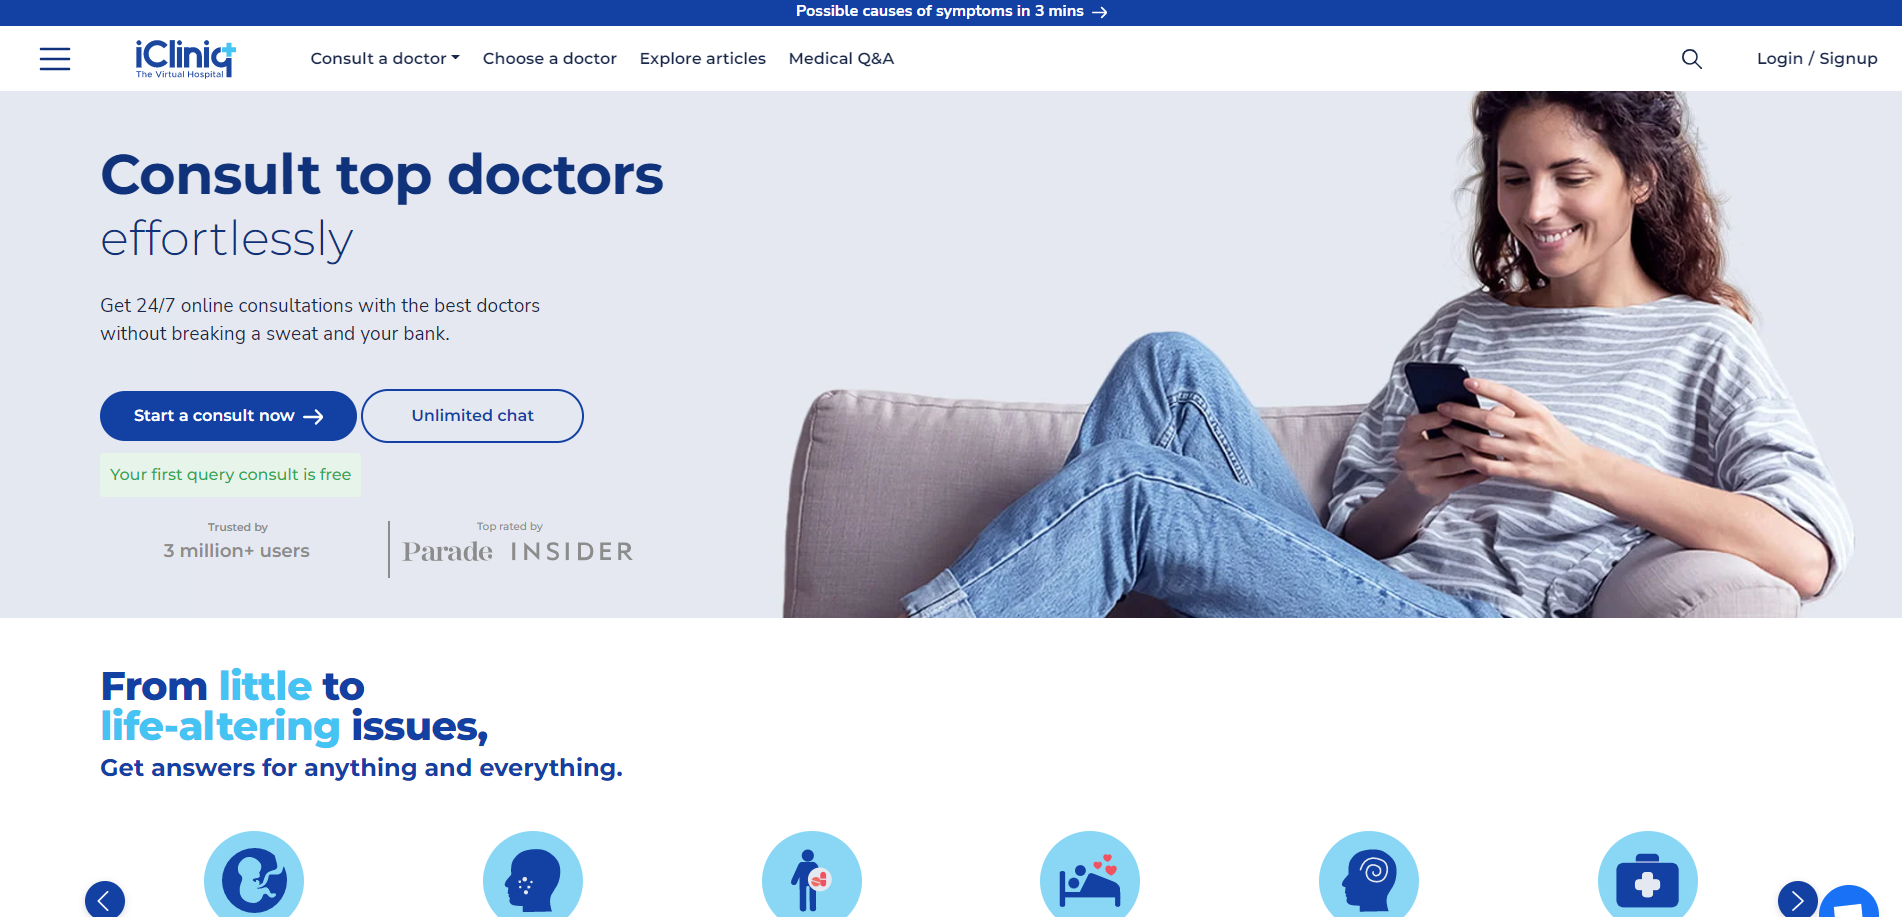 Possible causes of symptoms in 3 mins →
iCliniq
The Virtual Hospital
Consult a doctor Choose a doctor Explore articles Medical Q&A Login / Signup
Consult top doctors
effortlessly
Get 24/7 online consultations with the best doctors
without breaking a sweat and your bank.
Start a consult now → Unlimited chat
Your first query consult is free
Trusted by
3 million+ users
Top rated by
Parade INSIDER
From little to
life-altering issues,
Get answers for anything and everything.